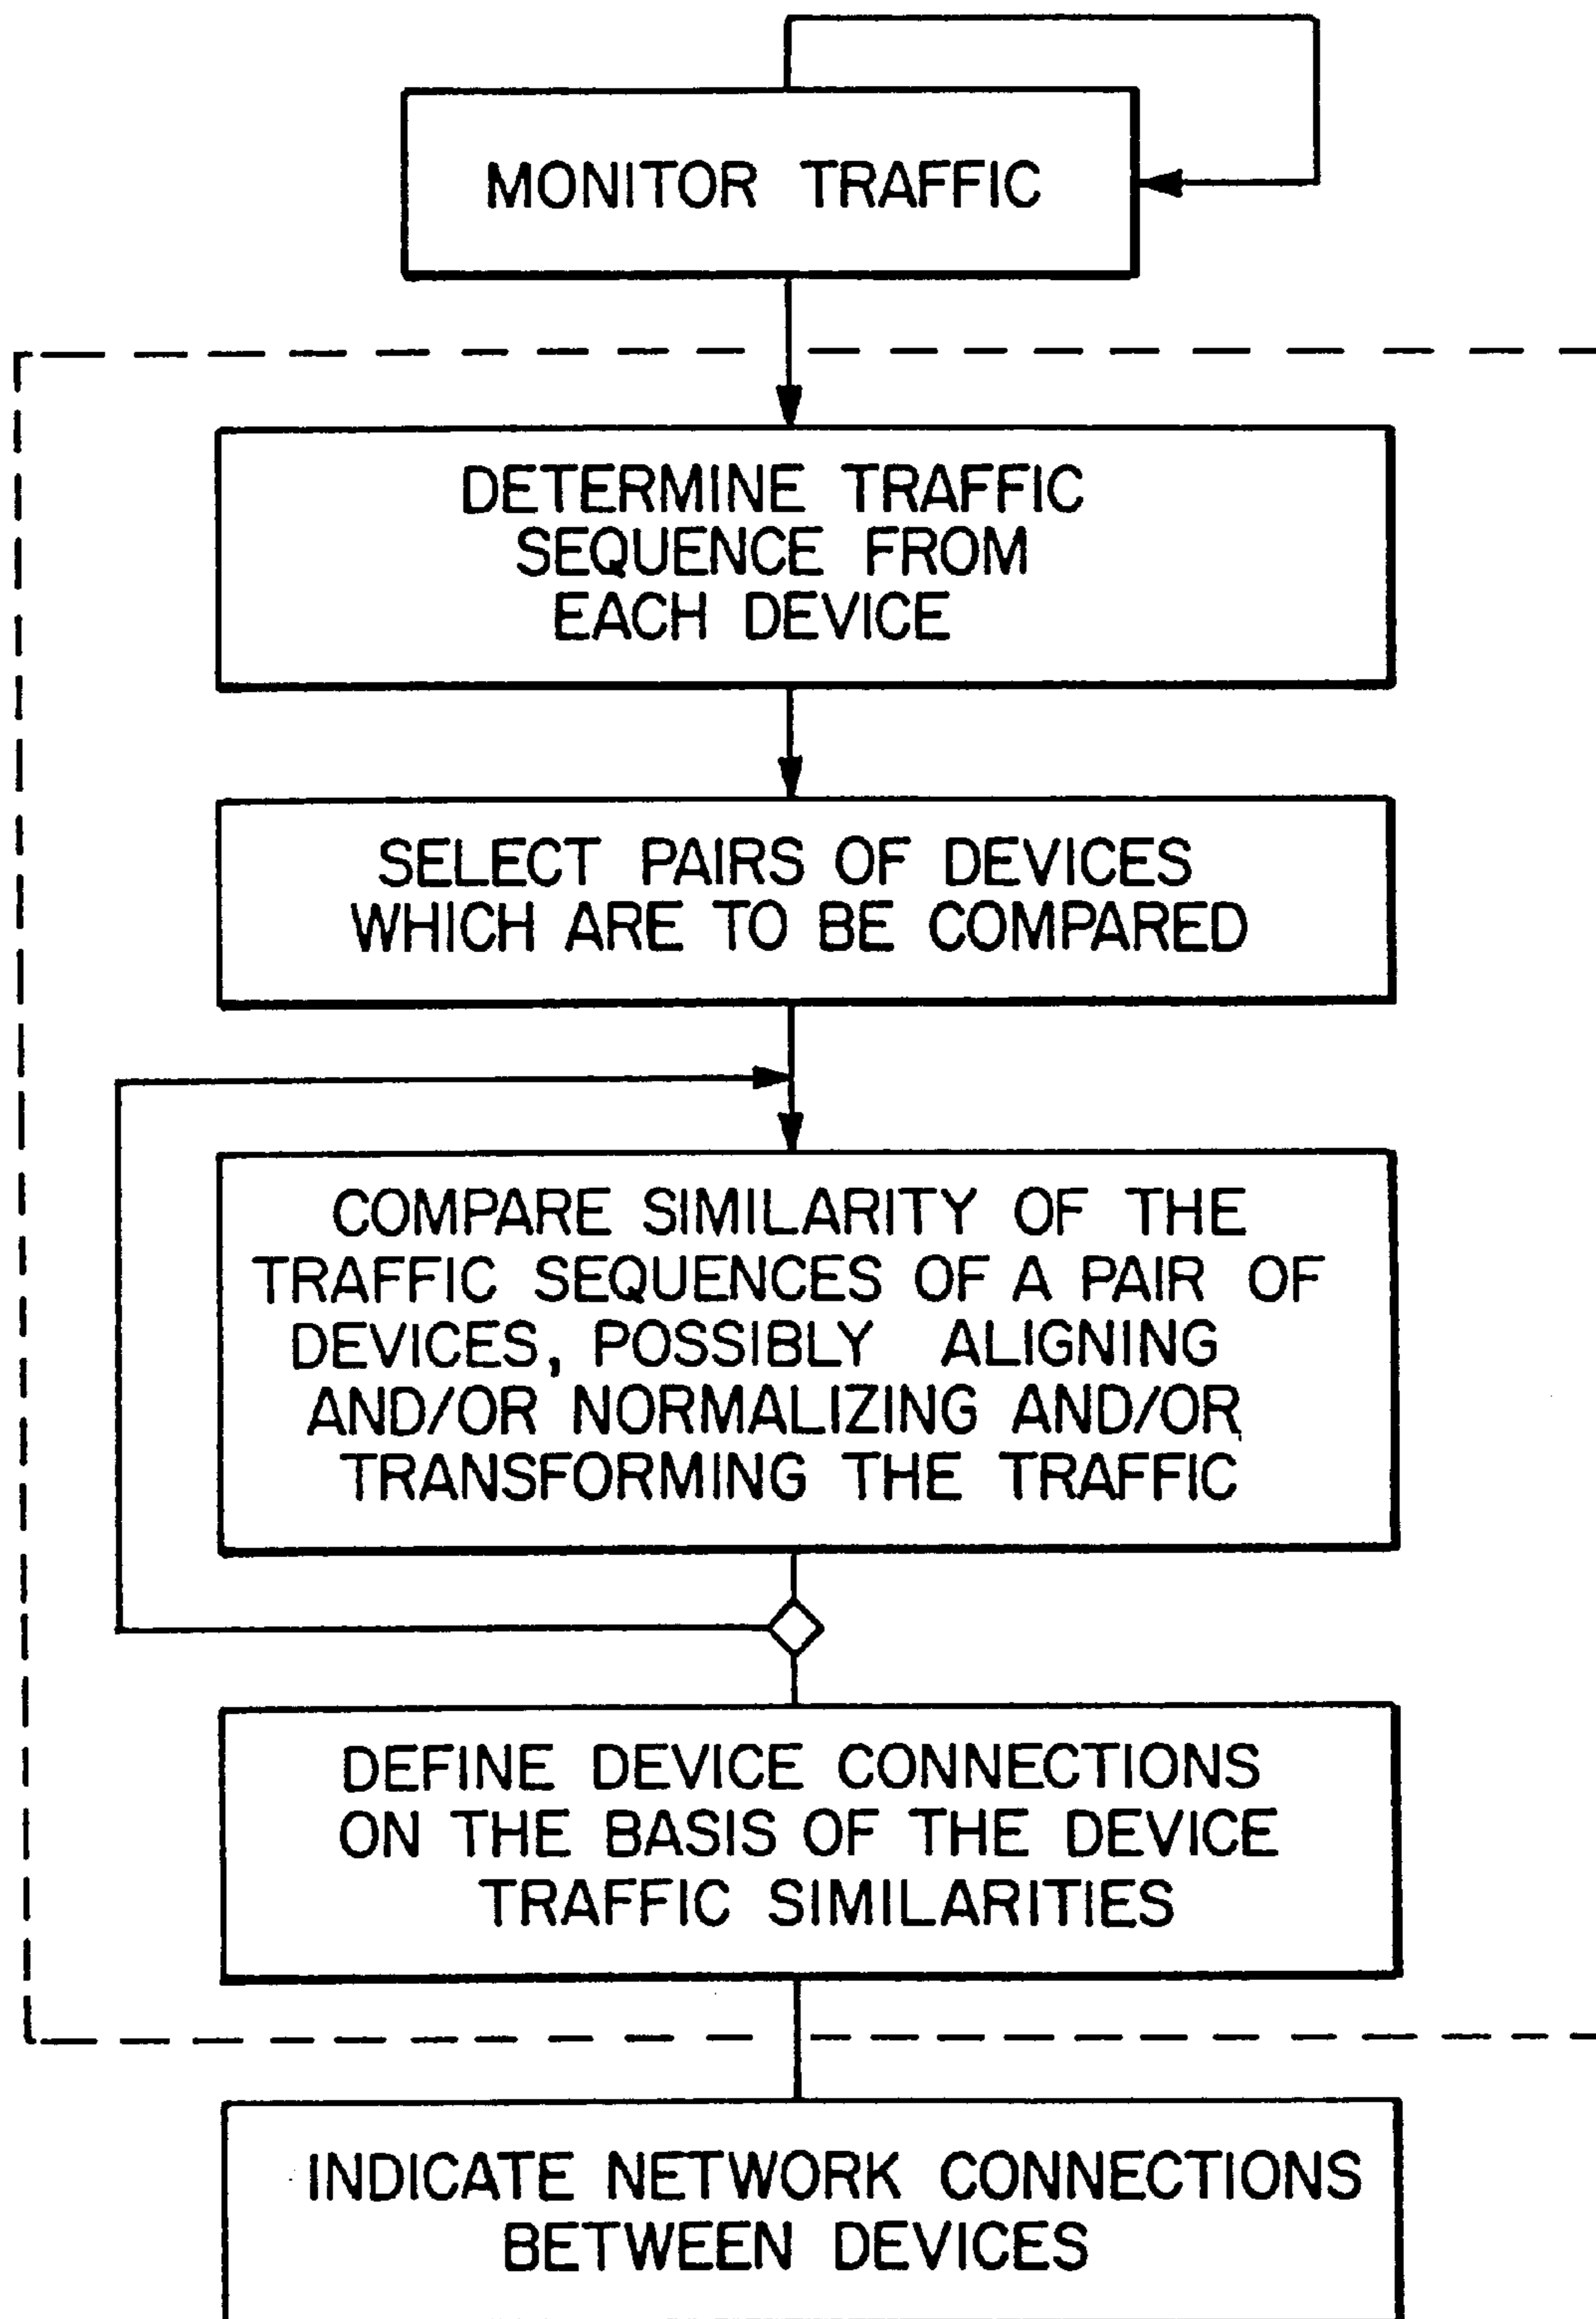 MONITOR TRAFFIC
DETERMINE TRAFFIC
SEQUENCE FROM
EACH DEVICE
SELECT PAIRS OF DEVICES
WHICH ARE TO BE COMPARED
COMPARE SIMILARITY OF THE
TRAFFIC SEQUENCES OF A PAIR OF
DEVICES, POSSIBLY ALIGNING
AND/OR NORMALIZING AND/OR
TRANSFORMING THE TRAFFIC
DEFINE DEVICE CONNECTIONS
ON THE BASIS OF THE DEVICE
TRAFFIC SIMILARITIES
INDICATE NETWORK CONNECTIONS
BETWEEN DEVICES